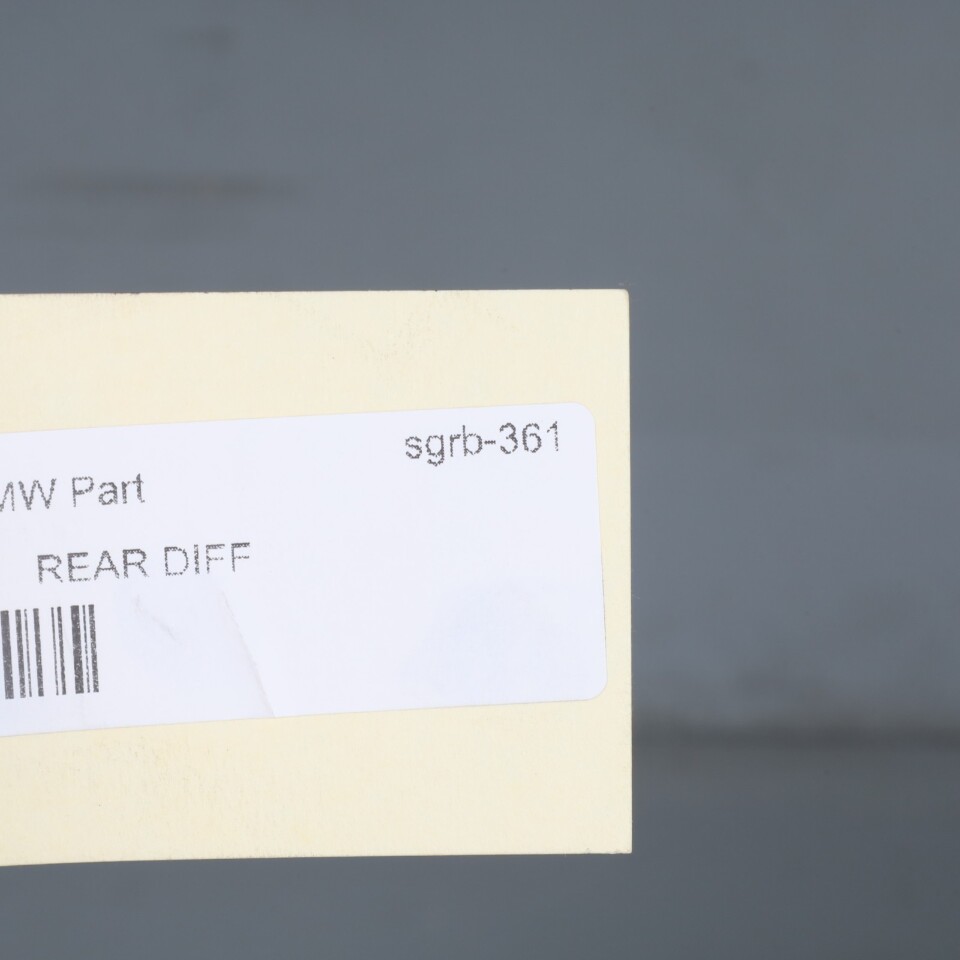 sgrb-361
MW Part
REAR DIFF